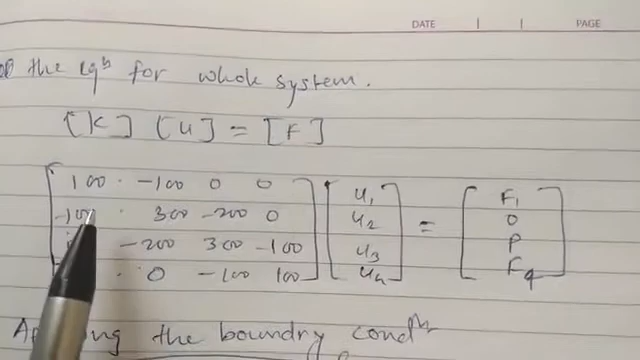 DATE PAGE
the eqn for whole system.
[K] [u] = [F]
100 -100 0 0 u1 F1
-100 300 -200 0 u2 = 0
-200 300 -100 u3 P
0 -100 100 u4 F4
the boundry condn